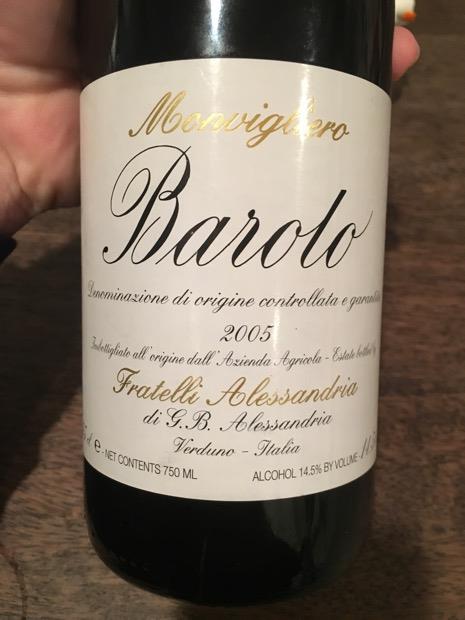 Monvigliero
Barolo
Denominazione di origine controllata e garantita
2005
Imbottigliato all'origine dall'Azienda Agricola - Estate bottled by
Fratelli Alessandria
di G.B. Alessandria
Verduno - Italia
e - NET CONTENTS 750 ML
ALCOHOL 14.5% BY VOLUME -